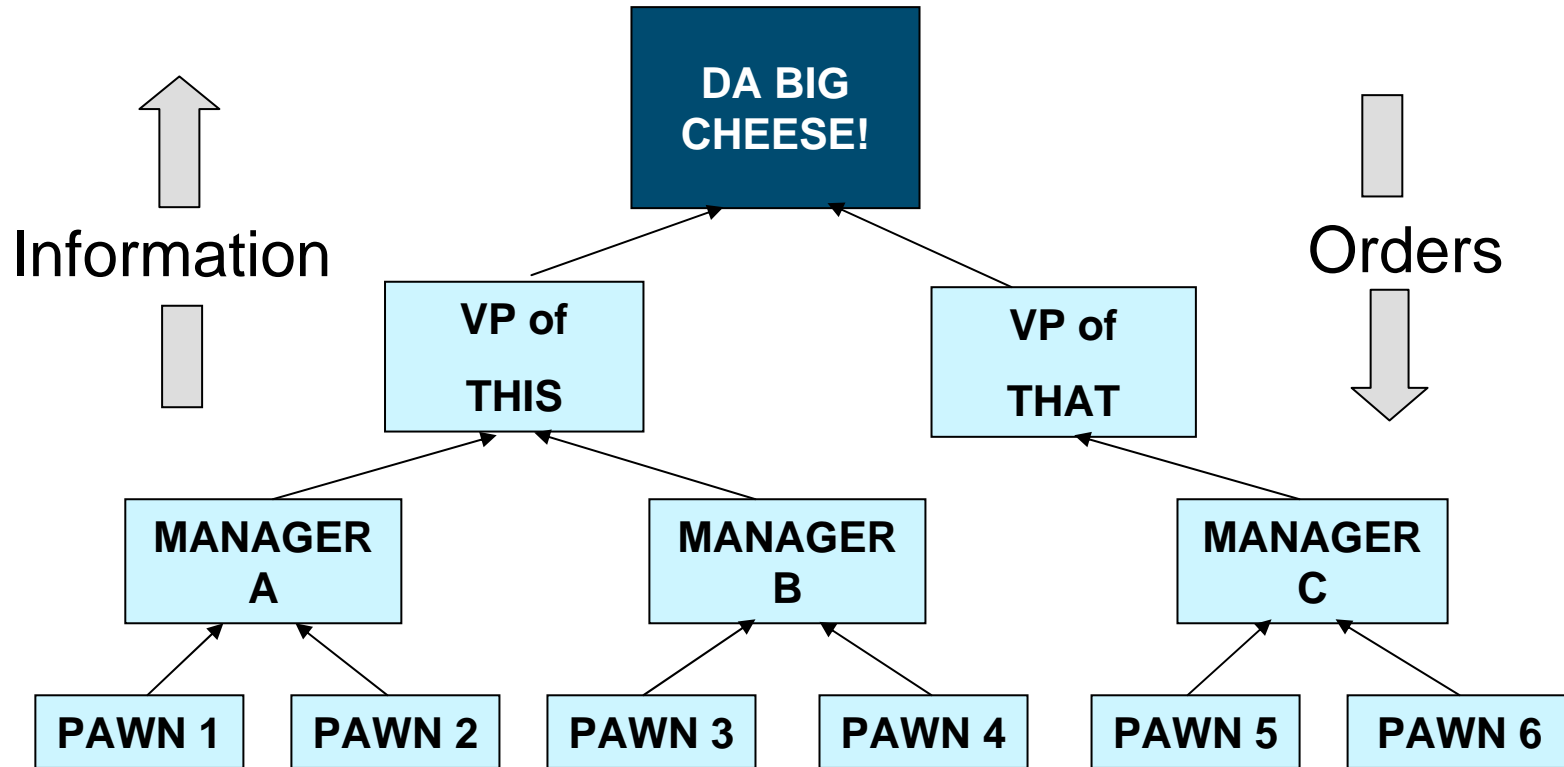 DA BIG
CHEESE!
Information
Orders
VP of
THIS
VP of
THAT
MANAGER
A
MANAGER
B
MANAGER
C
PAWN 1
PAWN 2
PAWN 3
PAWN 4
PAWN 5
PAWN 6